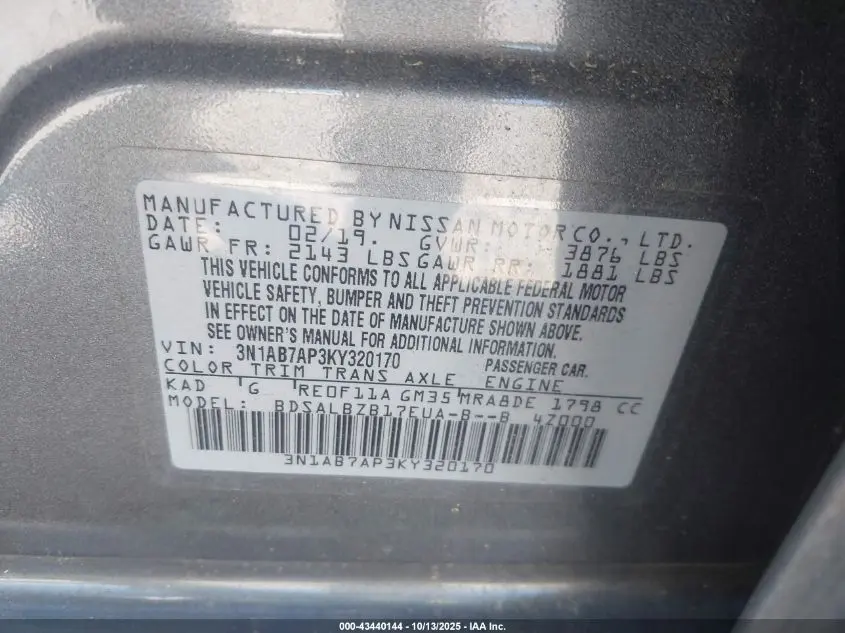 MANUFACTURED BY NISSAN MOTOR CO., LTD.
DATE: 02/19. GVWR: 3876 LBS
GAWR FR: 2143 LBS GAWR RR: 1881 LBS
THIS VEHICLE CONFORMS TO ALL APPLICABLE FEDERAL MOTOR
VEHICLE SAFETY, BUMPER AND THEFT PREVENTION STANDARDS
IN EFFECT ON THE DATE OF MANUFACTURE SHOWN ABOVE.
SEE OWNER'S MANUAL FOR ADDITIONAL INFORMATION.
VIN: 3N1AB7AP3KY320170 PASSENGER CAR.
COLOR TRIM TRANS AXLE ENGINE
KAD G RE0F11A GM35 MRA8DE 1798 CC
MODEL: BDSALBZB17EUA-B--B 4Z000
3N1AB7AP3KY320170
000-43440144 - 10/13/2025 - IAA Inc.